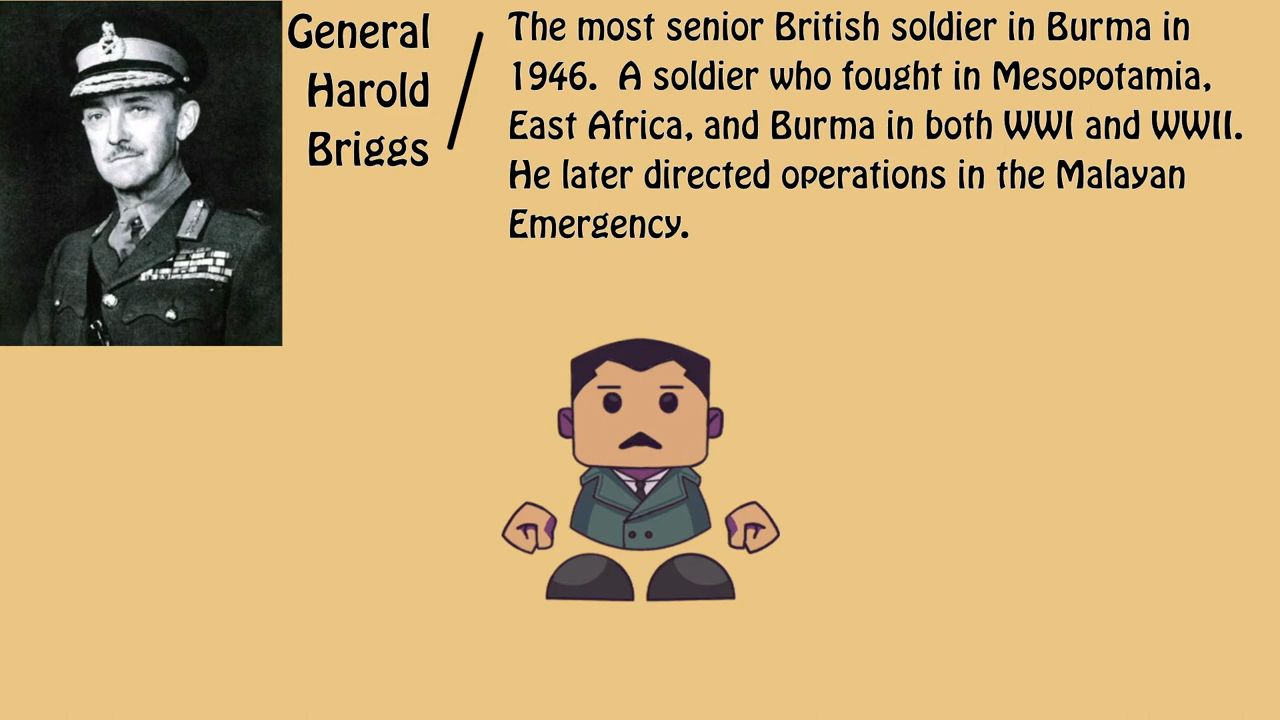 General
Harold
Briggs
/
The most senior British soldier in Burma in
1946.  A soldier who fought in Mesopotamia,
East Africa, and Burma in both WWI and WWII.
He later directed operations in the Malayan
Emergency.